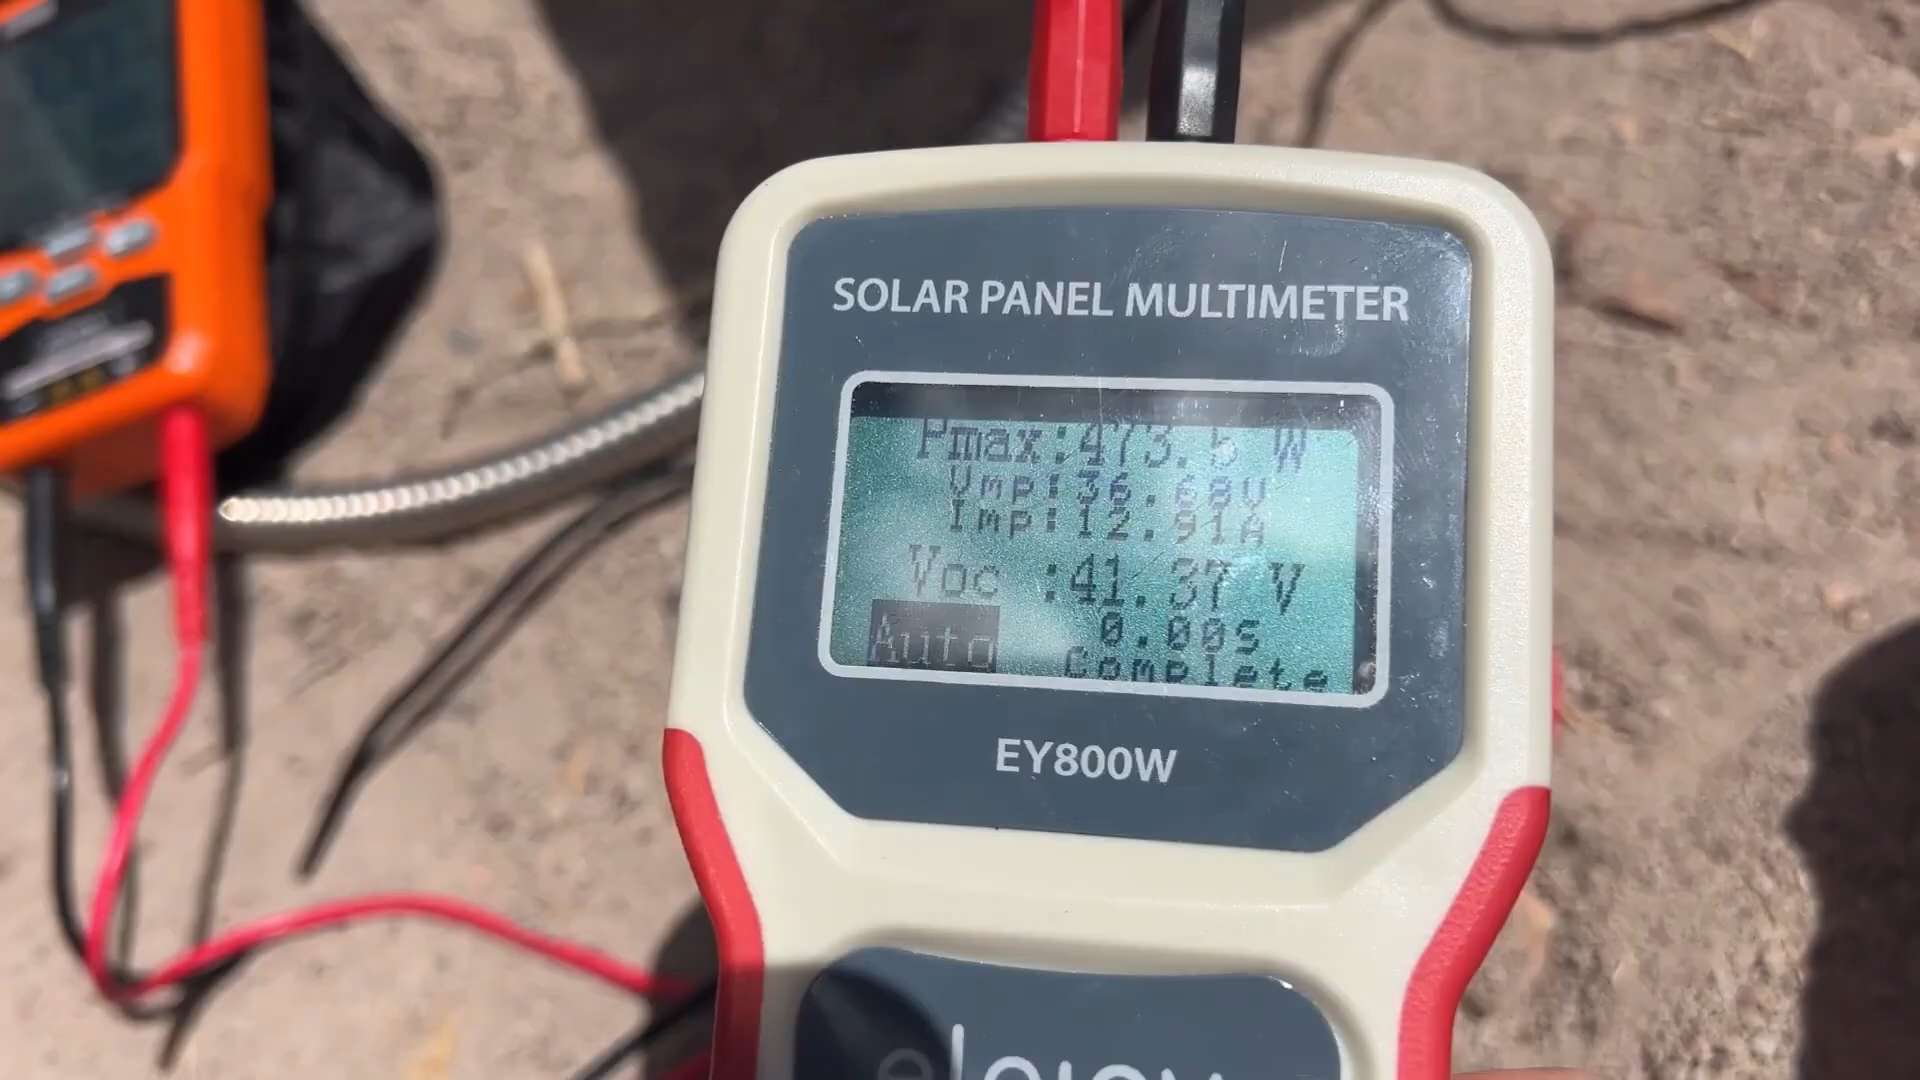 SOLAR PANEL MULTIMETER
Pmax:473.5 W
Vmp:36.68V
Imp:12.91A
Voc :41.37 V
Auto 0.00s
Complete
EY800W